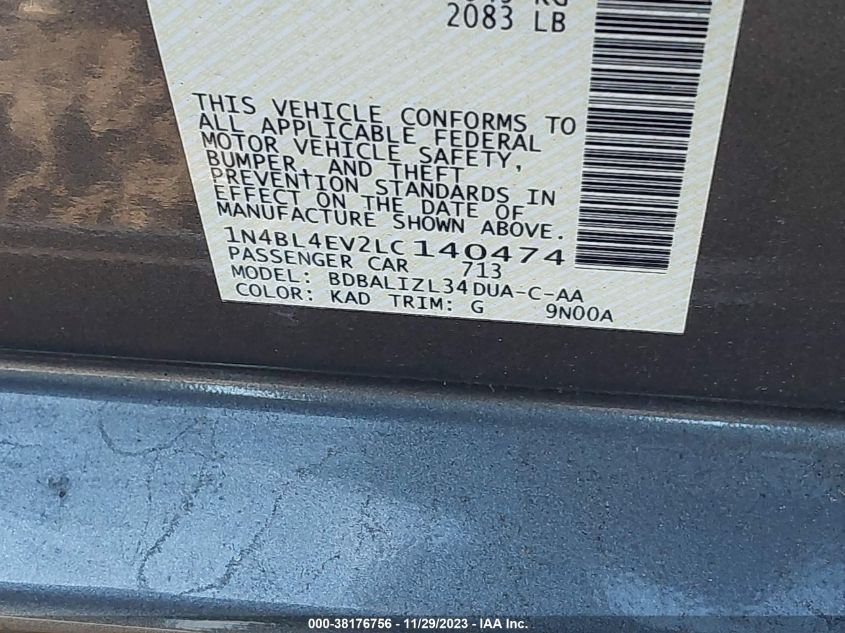 2083 LB
THIS VEHICLE CONFORMS TO
ALL APPLICABLE FEDERAL
MOTOR VEHICLE SAFETY,
BUMPER, AND THEFT
PREVENTION STANDARDS IN
EFFECT ON THE DATE OF
MANUFACTURE SHOWN ABOVE.
1N4BL4EV2LC140474
PASSENGER CAR 713
MODEL: BDBALIZL34DUA-C-AA
COLOR: KAD TRIM: G 9N00A
000-38176756 - 11/29/2023 - IAA Inc.